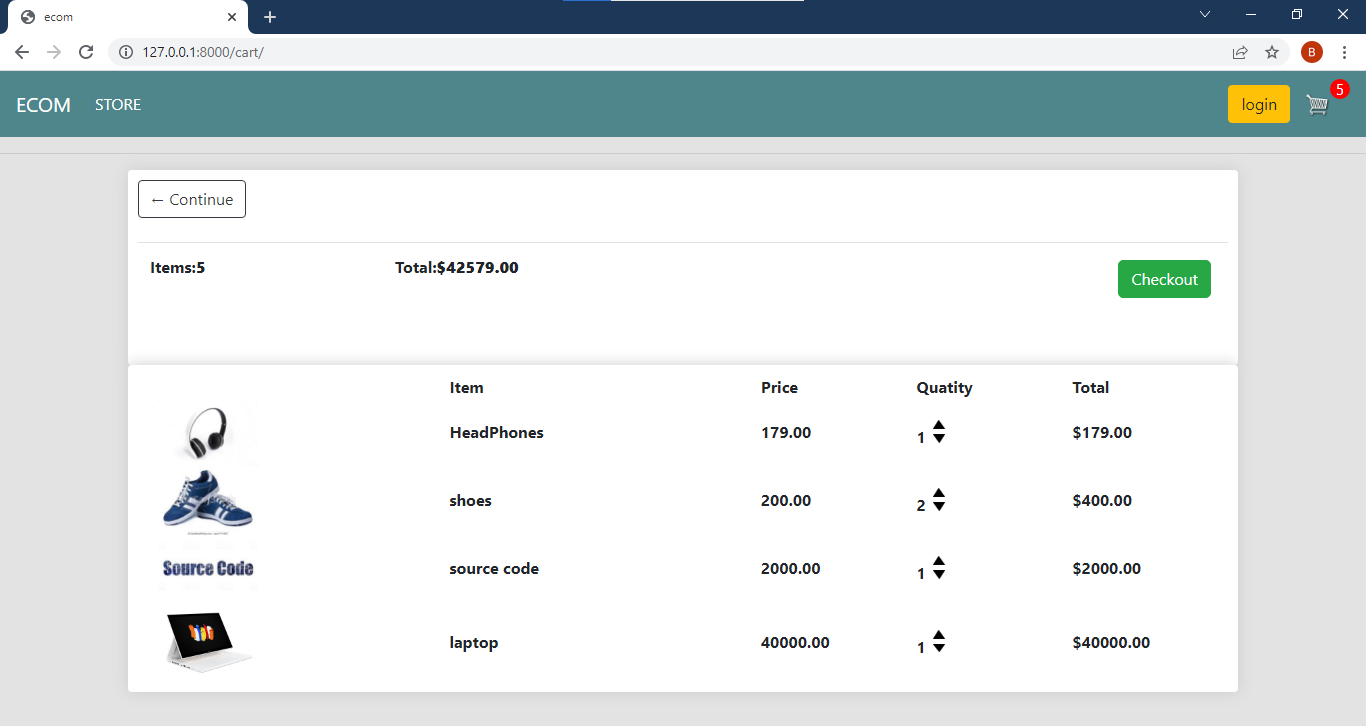 ecom
127.0.0.1:8000/cart/
B
ECOM STORE login 5
← Continue
Items:5 Total:$42579.00 Checkout
Item Price Quatity Total
HeadPhones 179.00 1 $179.00
shoes 200.00 2 $400.00
Source Code source code 2000.00 1 $2000.00
laptop 40000.00 1 $40000.00